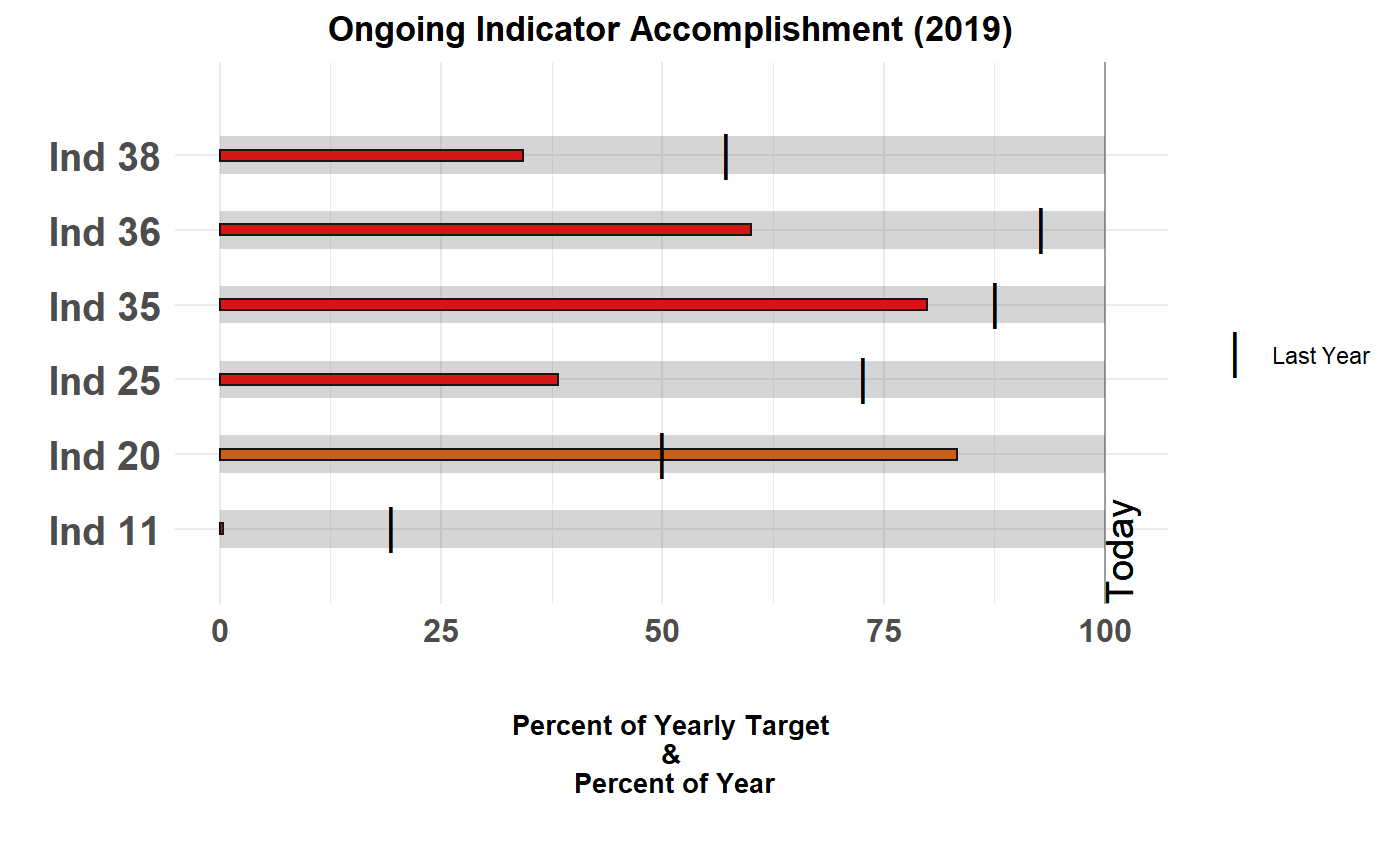 Ongoing Indicator Accomplishment (2019)
Ind 38
Ind 36
Ind 35
Ind 25
Ind 20
Ind 11
Last Year
Today
0 25 50 75 100
Percent of Yearly Target
&
Percent of Year